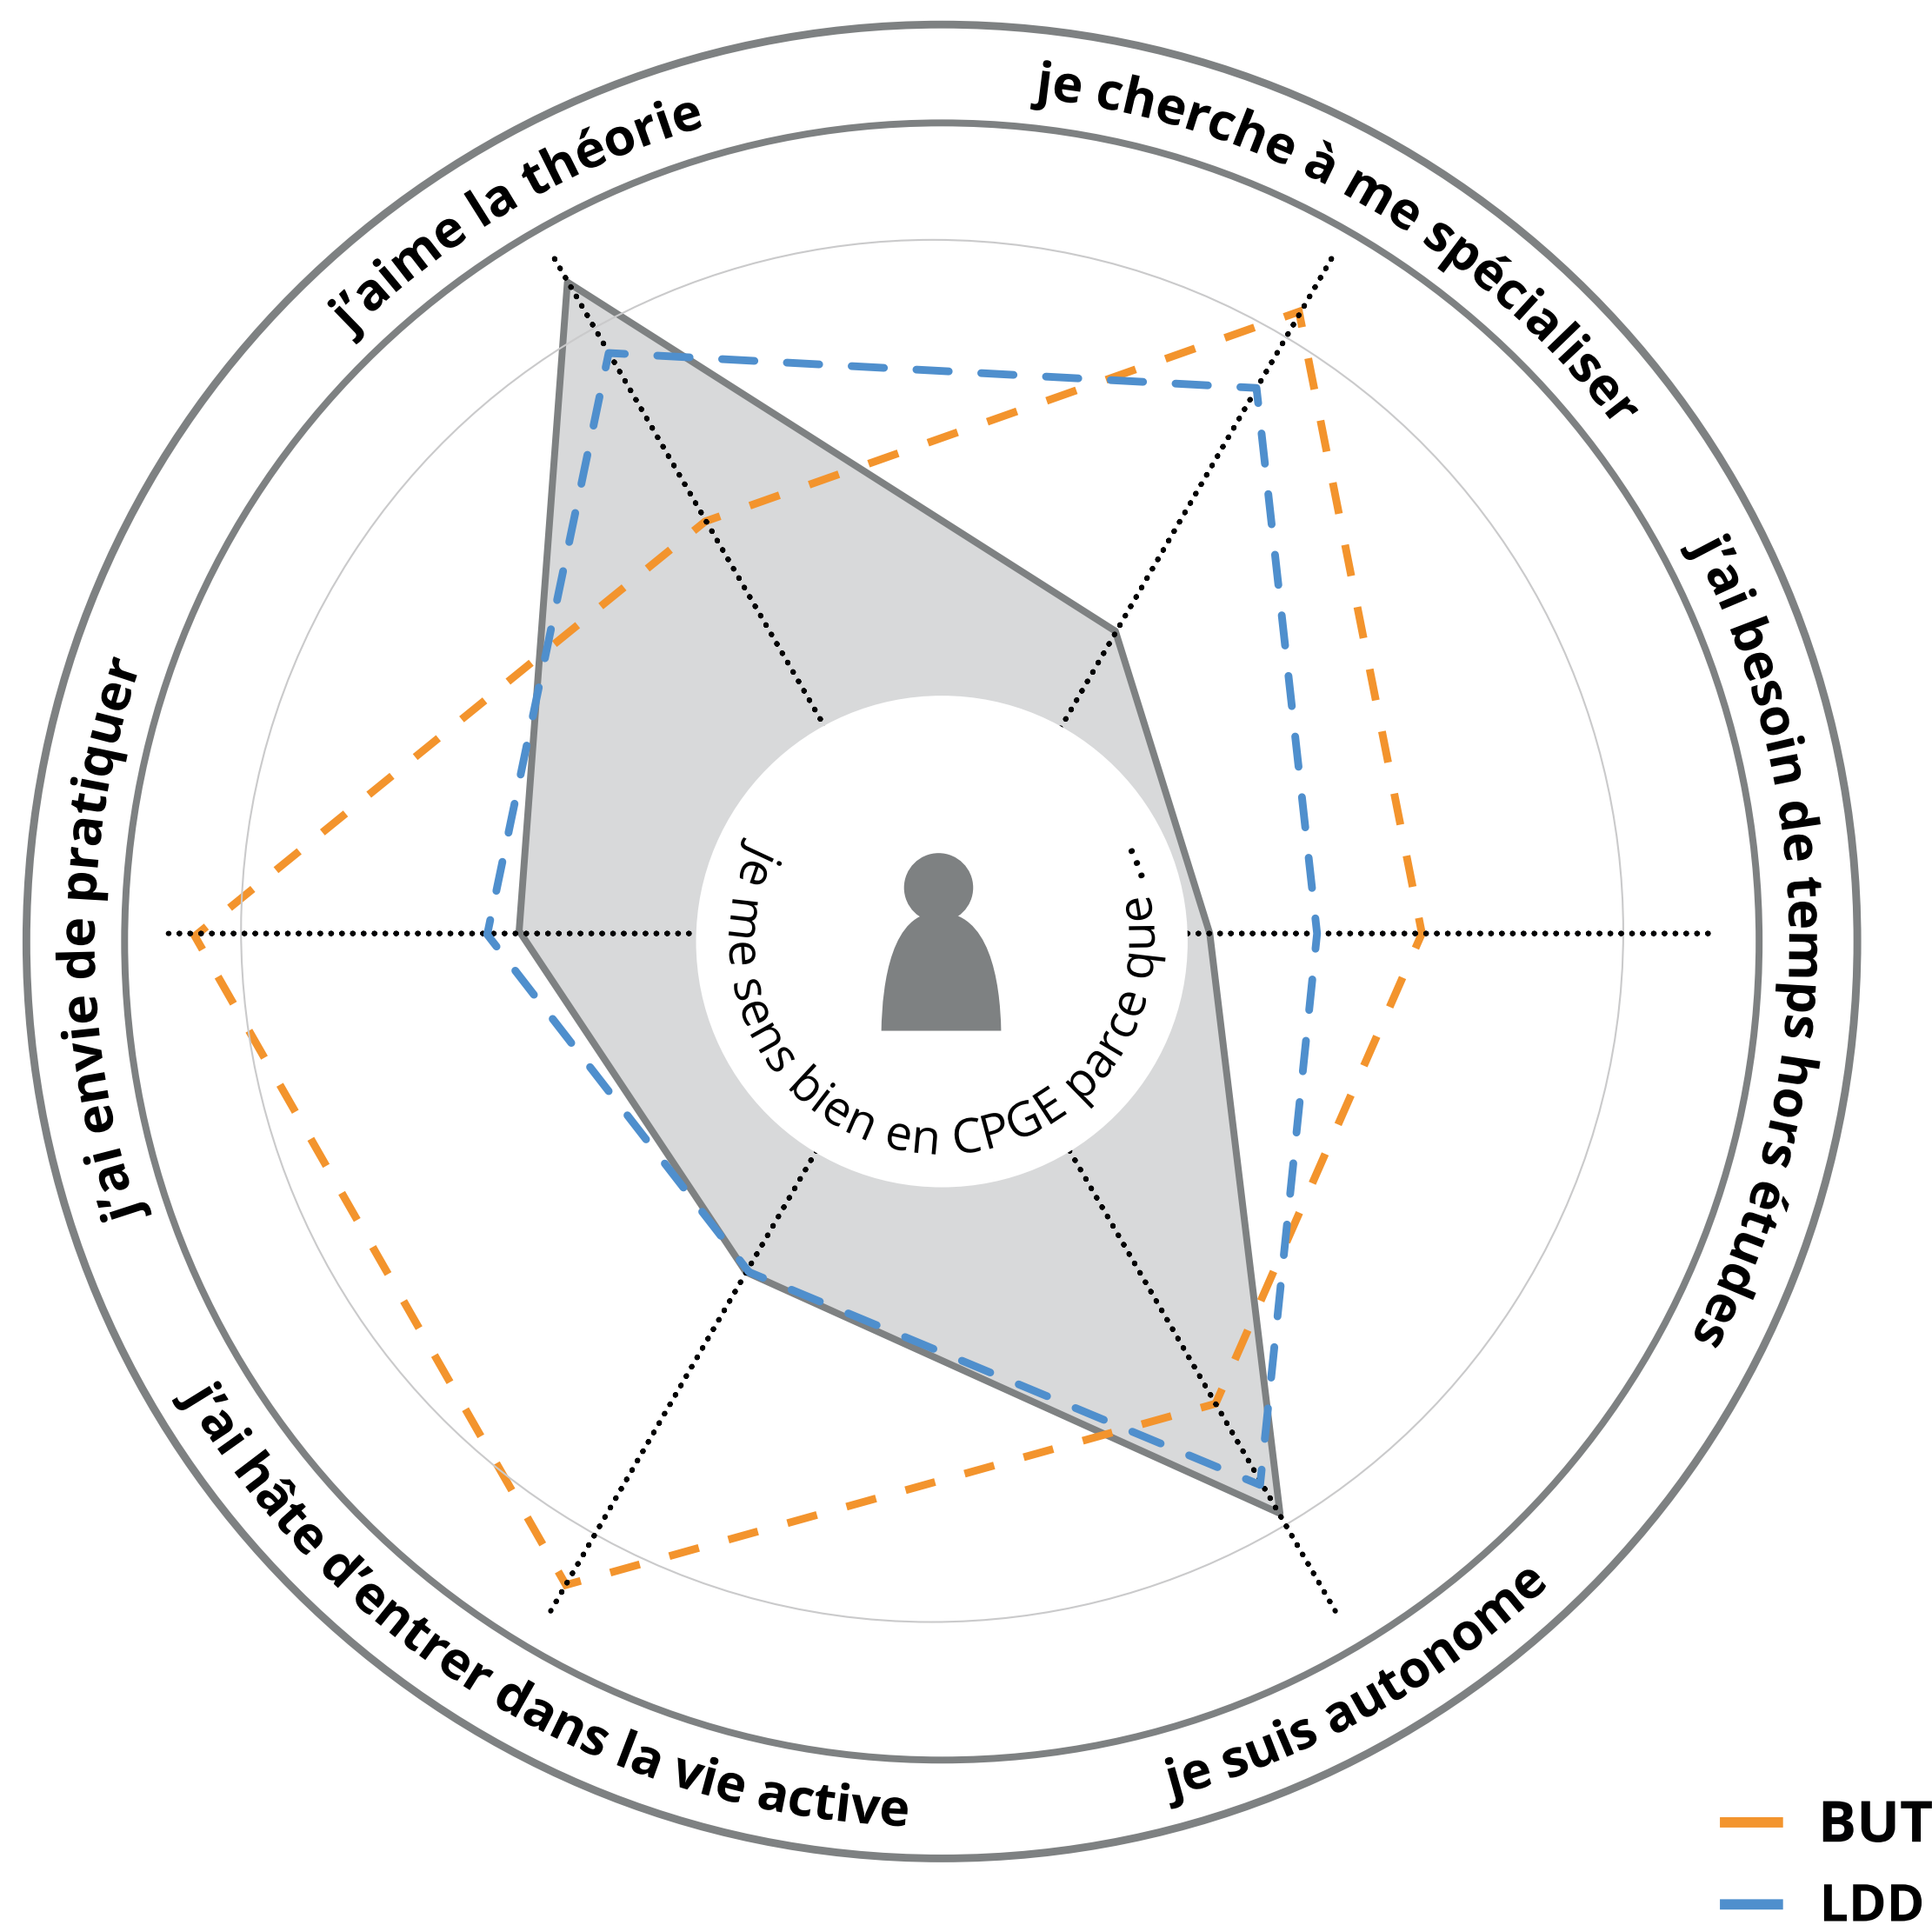 j’aime la théorie
je cherche à me spécialiser
j’ai besoin de temps hors études
je suis autonome
j’ai hâte d’entrer dans la vie active
j’ai envie de pratiquer
je me sens bien en CPGE parce que ...
BUT
LDD